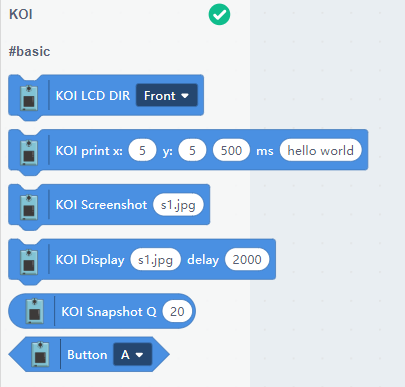 KOI
#basic
KOI LCD DIR Front
KOI print x: 5 y: 5 500 ms hello world
KOI Screenshot s1.jpg
KOI Display s1.jpg delay 2000
KOI Snapshot Q 20
Button A